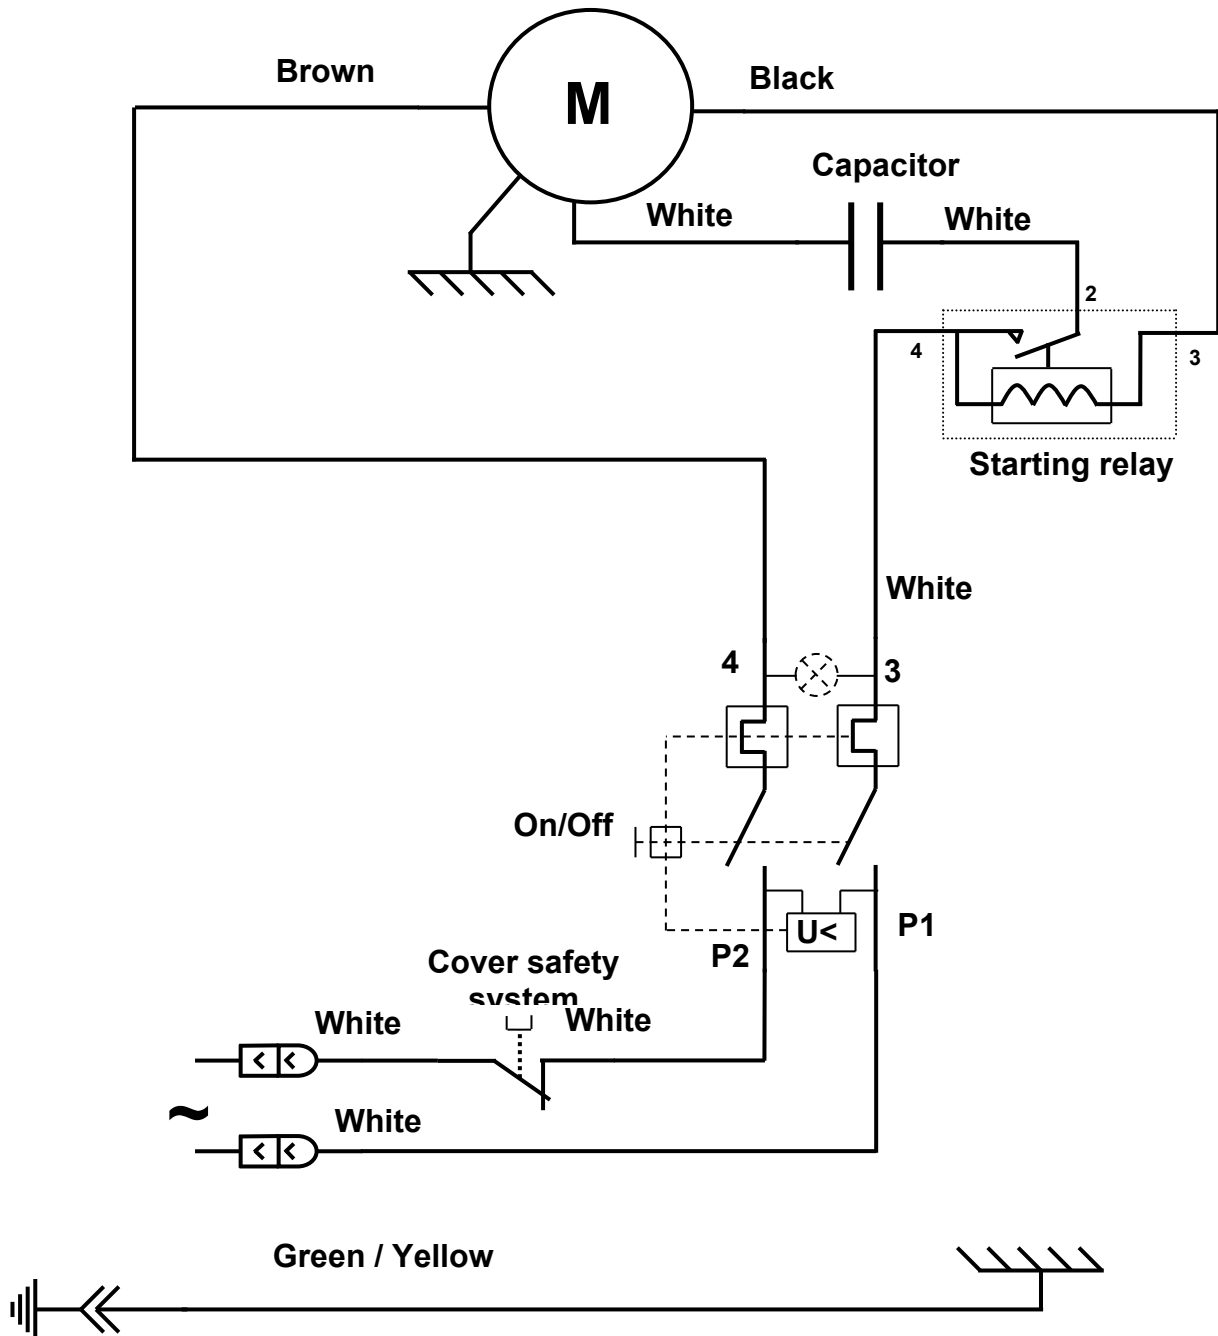 Brown
M
Black
Capacitor
White
White
2
4
3
Starting relay
White
4
3
On/Off
P1
U<
P2
Cover safety
system
White
White
~
White
Green / Yellow